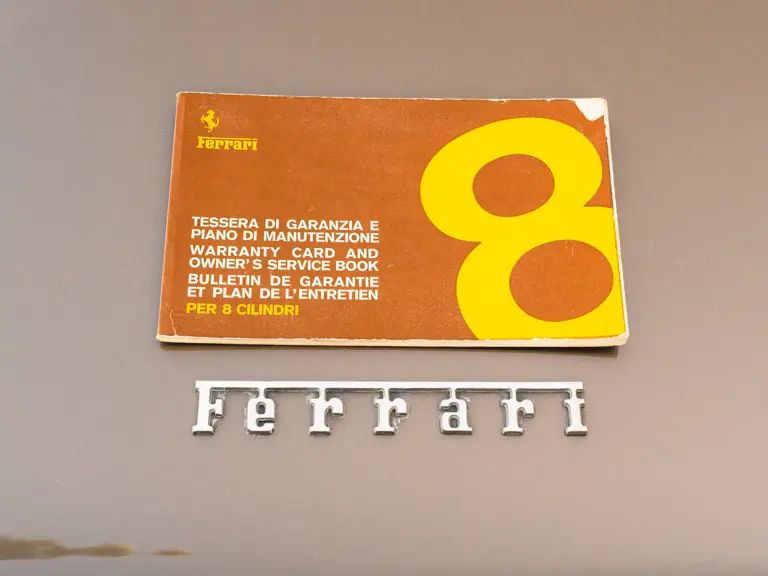 Ferrari
TESSERA DI GARANZIA E
PIANO DI MANUTENZIONE
WARRANTY CARD AND
OWNER'S SERVICE BOOK
BULLETIN DE GARANTIE
ET PLAN DE L'ENTRETIEN
PER 8 CILINDRI
8
Ferrari